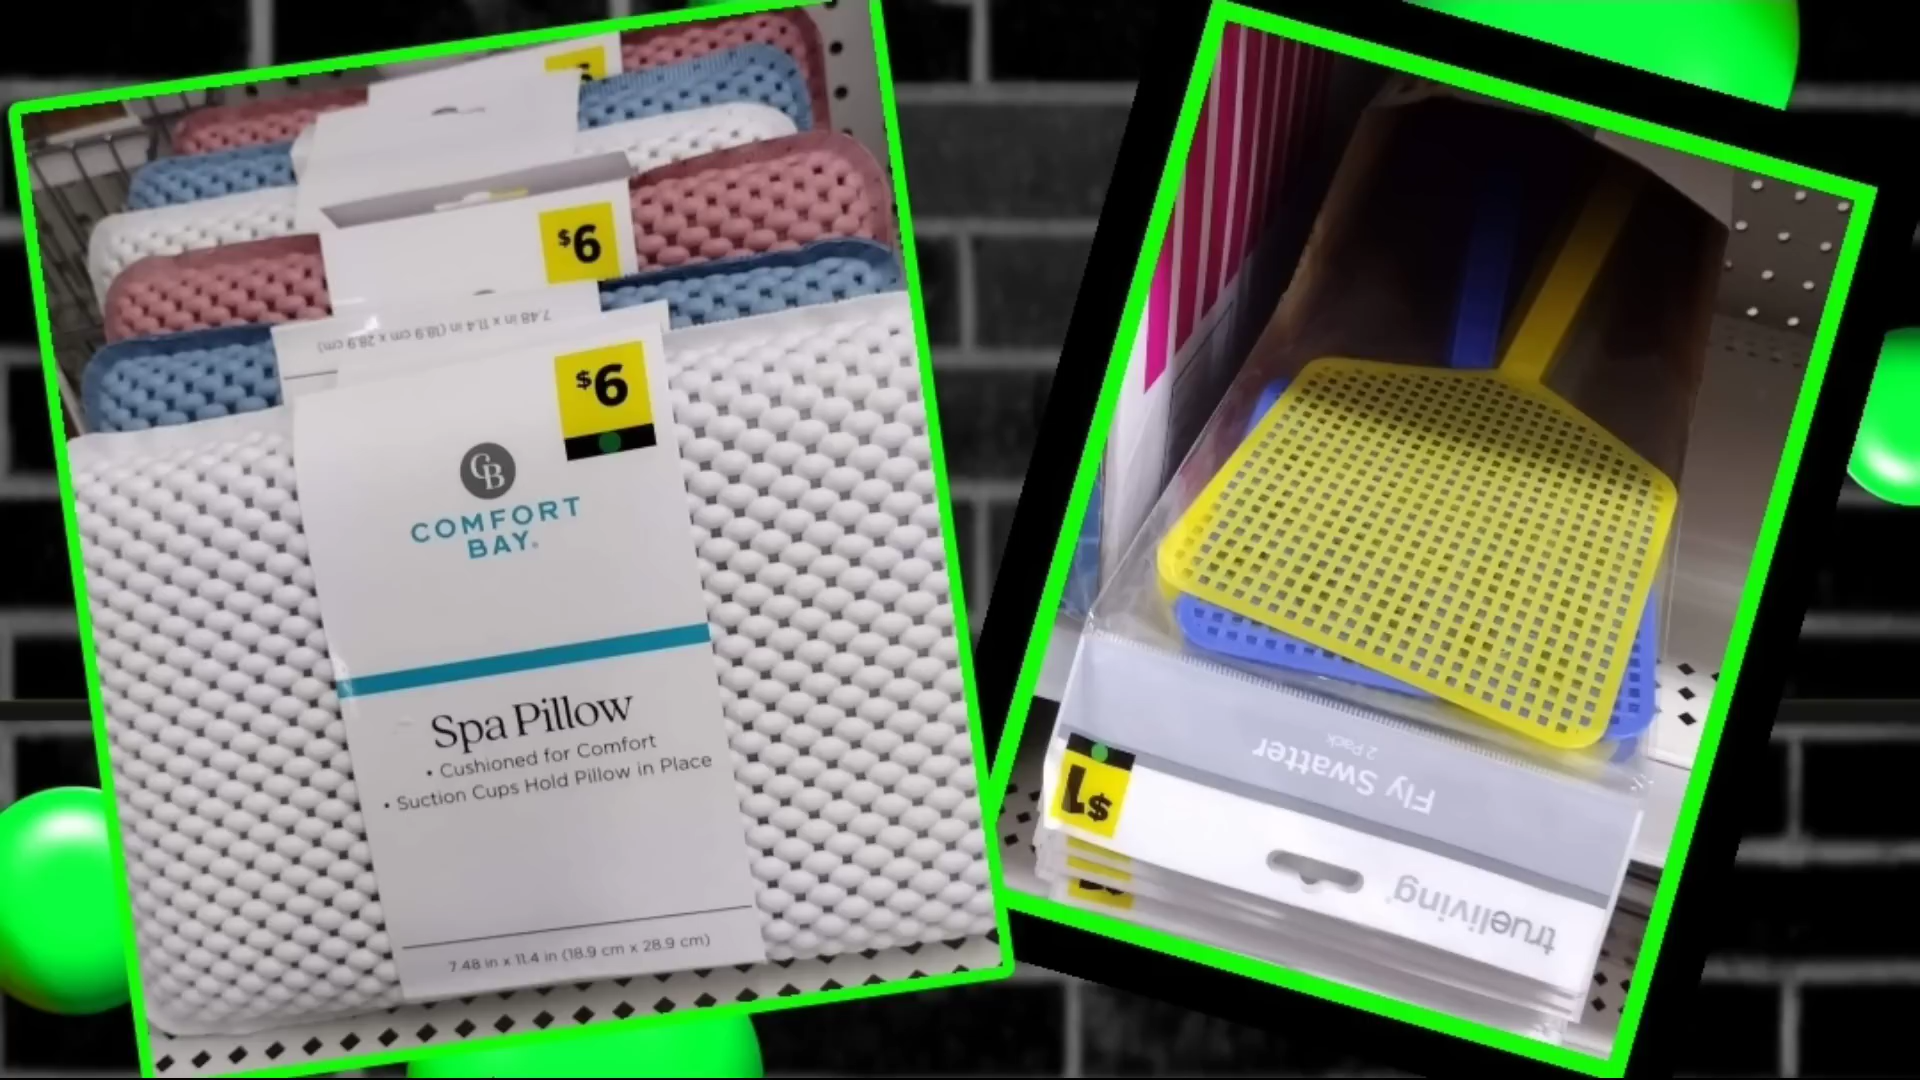 $6
7.48 in x 11.4 in (18.9 cm x 28.9 cm)
$6
CB
COMFORT
BAY.
Spa Pillow
• Cushioned for Comfort
• Suction Cups Hold Pillow in Place
7.48 in x 11.4 in (18.9 cm x 28.9 cm)
trueliving
$1
Fly Swatter
2 Pack